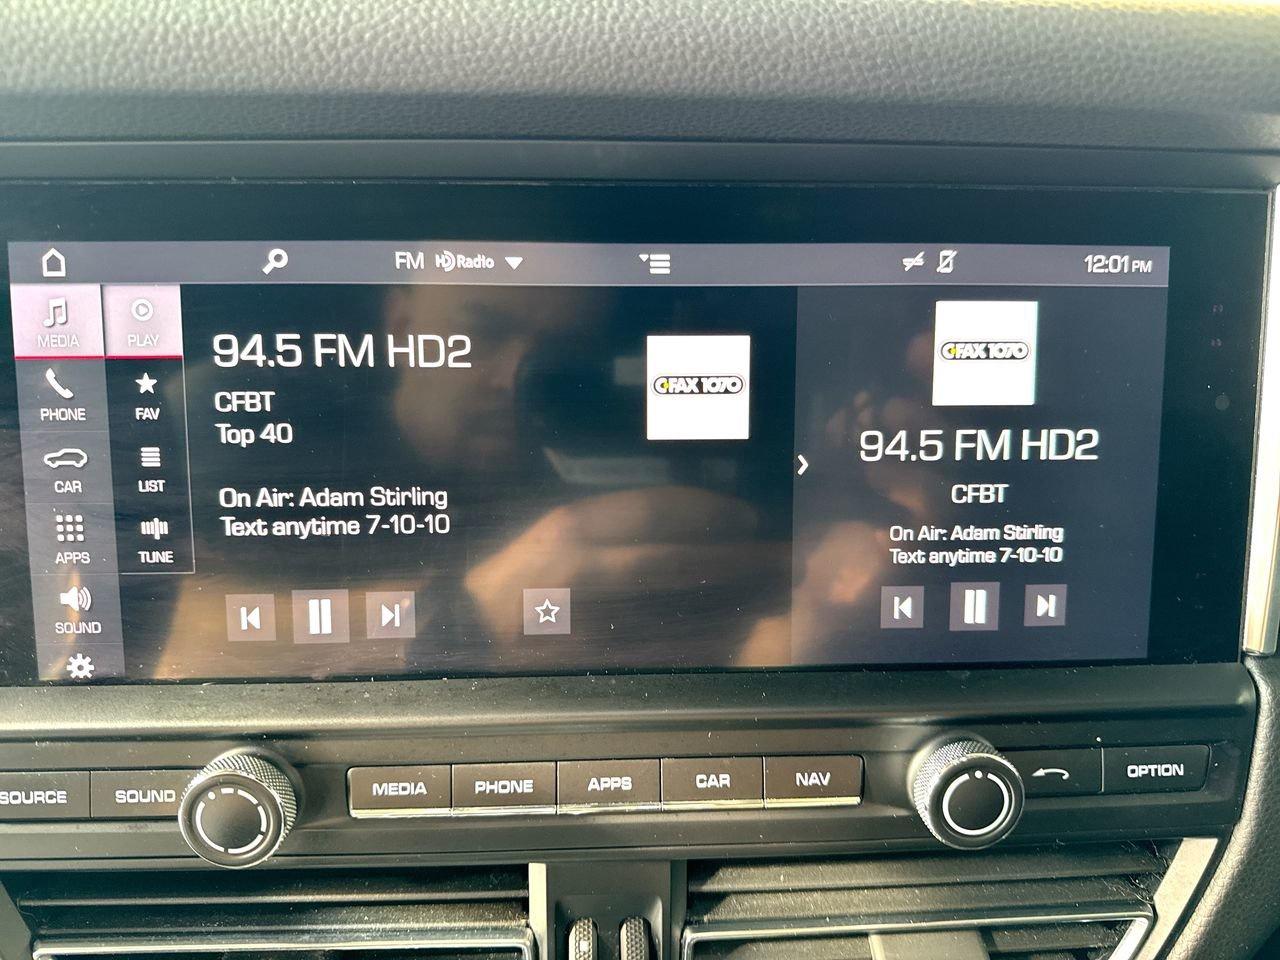 FM HD Radio
12:01 PM
MEDIA
PLAY
PHONE
FAV
CAR
LIST
APPS
TUNE
SOUND
94.5 FM HD2
CFBT
Top 40
On Air: Adam Stirling
Text anytime 7-10-10
CFAX 1070
CFAX 1070
94.5 FM HD2
CFBT
On Air: Adam Stirling
Text anytime 7-10-10
SOURCE
SOUND
MEDIA
PHONE
APPS
CAR
NAV
OPTION